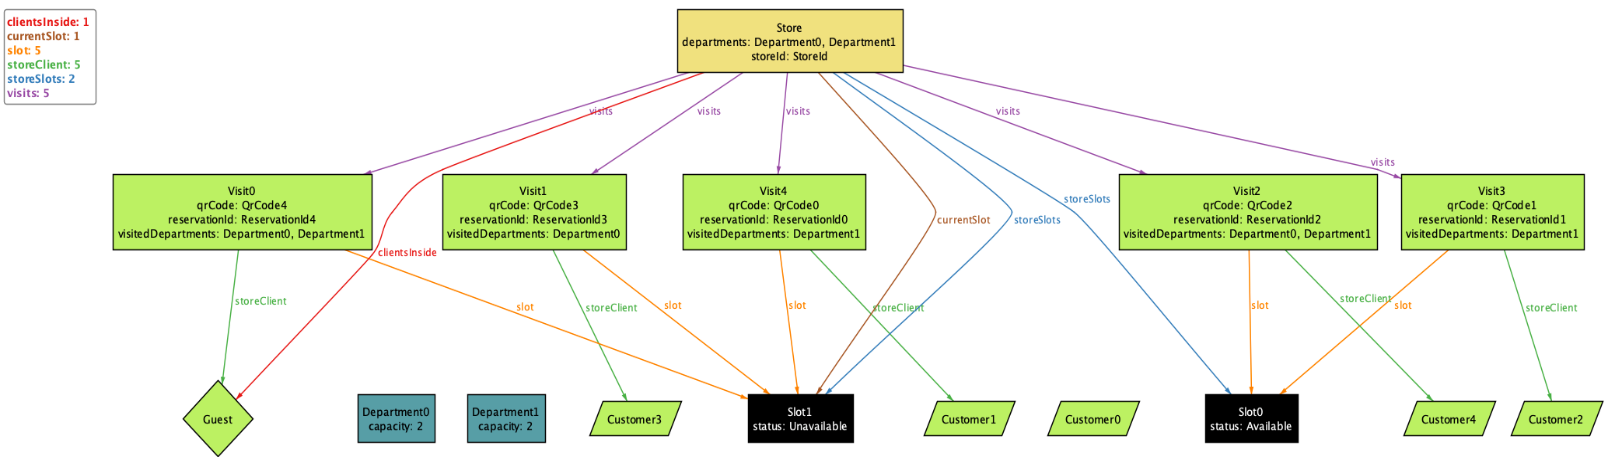 clientsInside: 1
currentSlot: 1
slot: 5
storeClient: 5
storeSlots: 2
visits: 5
Store
departments: Department0, Department1
storeId: StoreId
visits
visits
visits
visits
visits
Visit0
qrCode: QrCode4
reservationId: ReservationId4
visitedDepartments: Department0, Department1
Visit1
qrCode: QrCode3
reservationId: ReservationId3
visitedDepartments: Department0
Visit4
qrCode: QrCode0
reservationId: ReservationId0
visitedDepartments: Department1
Visit2
qrCode: QrCode2
reservationId: ReservationId2
visitedDepartments: Department0, Department1
Visit3
qrCode: QrCode1
reservationId: ReservationId1
visitedDepartments: Department1
storeSlots
currentSlot
storeSlots
clientsInside
storeClient
slot
storeClient
slot
slot
storeClient
slot
storeClient
slot
storeClient
Guest
Department0
capacity: 2
Department1
capacity: 2
Customer3
Slot1
status: Unavailable
Customer1
Customer0
Slot0
status: Available
Customer4
Customer2